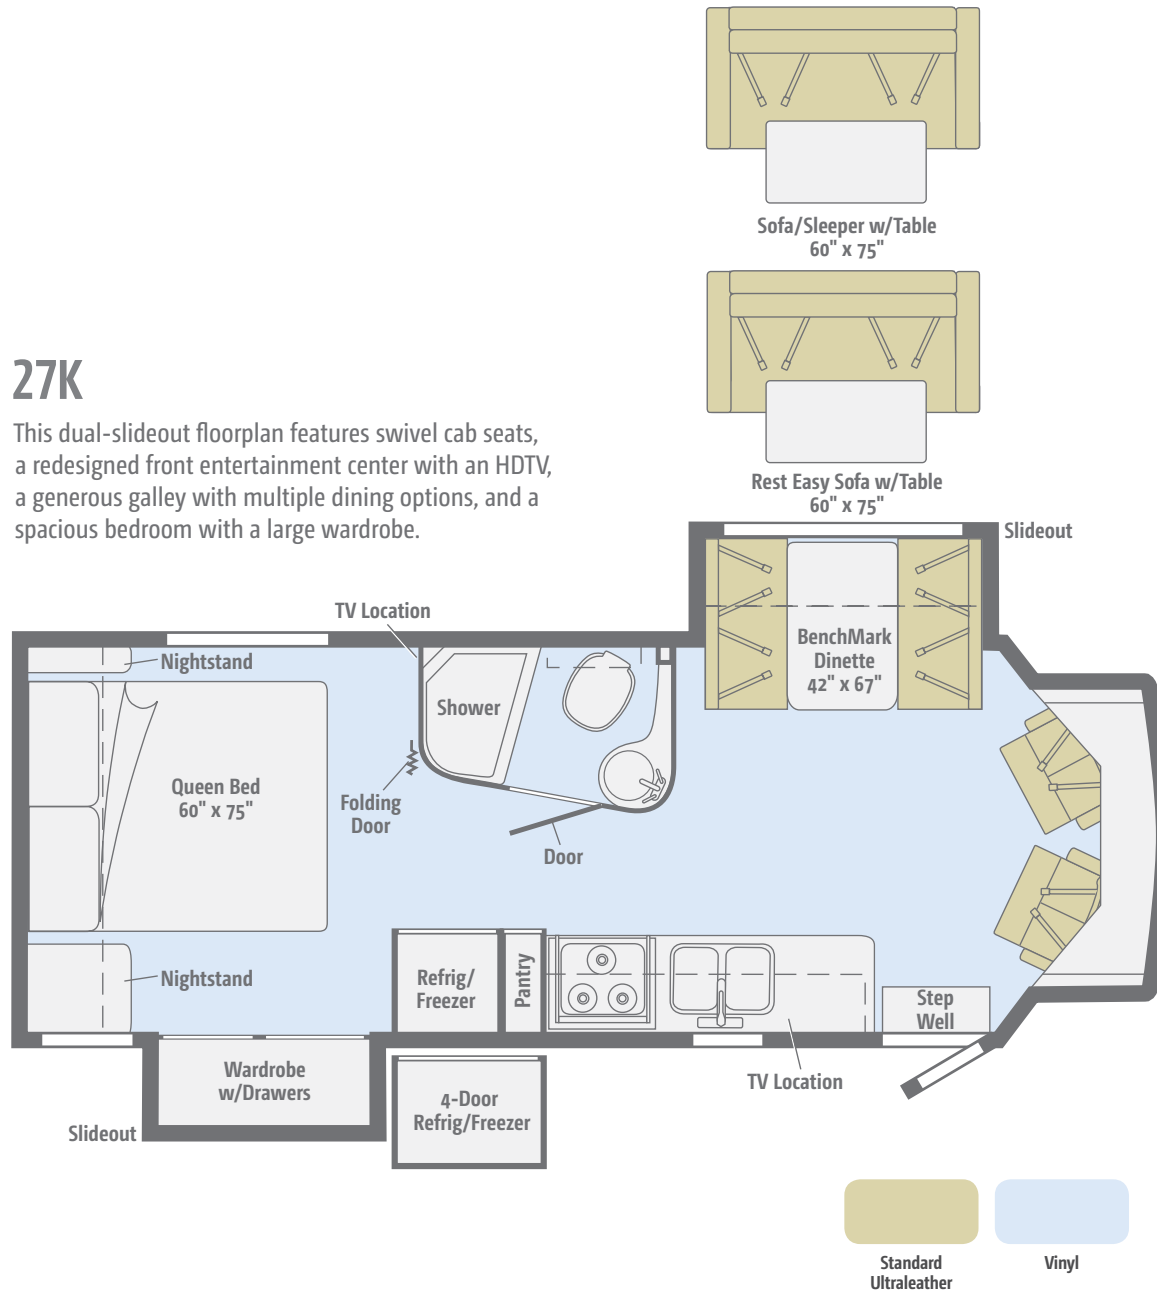 Sofa/Sleeper w/Table
60" x 75"
Rest Easy Sofa w/Table
60" x 75"
27K
This dual-slideout floorplan features swivel cab seats,
a redesigned front entertainment center with an HDTV,
a generous galley with multiple dining options, and a
spacious bedroom with a large wardrobe.
Slideout
TV Location
Nightstand
BenchMark
Dinette
42" x 67"
Shower
Queen Bed
60" x 75"
Folding
Door
Door
Nightstand
Refrig/
Freezer
Pantry
Step
Well
Wardrobe
w/Drawers
TV Location
4-Door
Refrig/Freezer
Slideout
Standard
Ultraleather
Vinyl